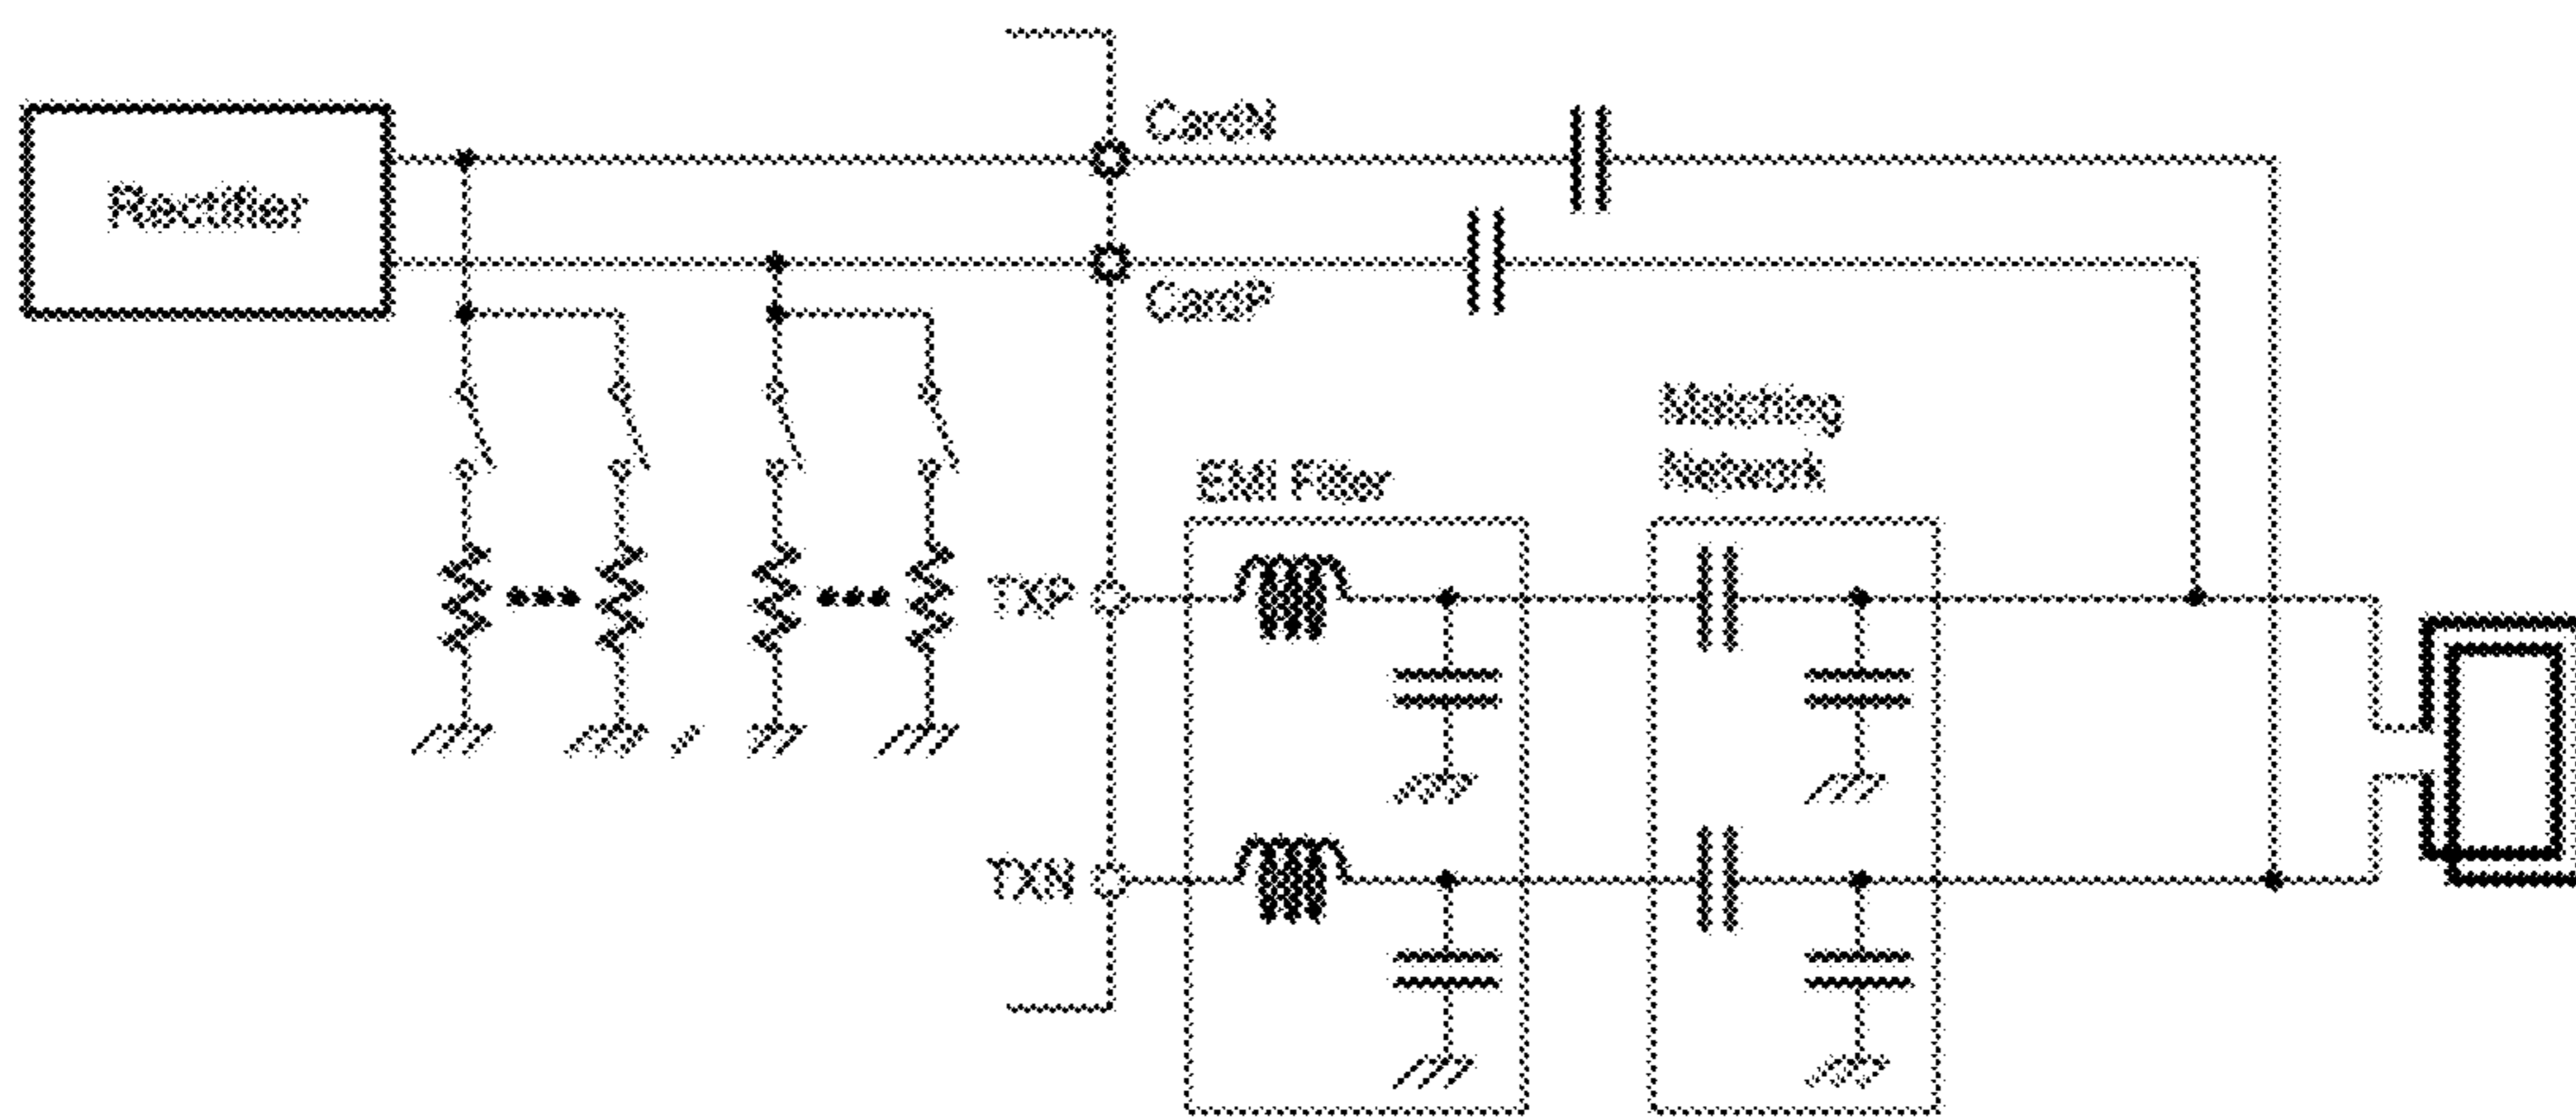 CardN
Rectifier
CardP
Matching
Network
EMI Filter
TXP
TXN